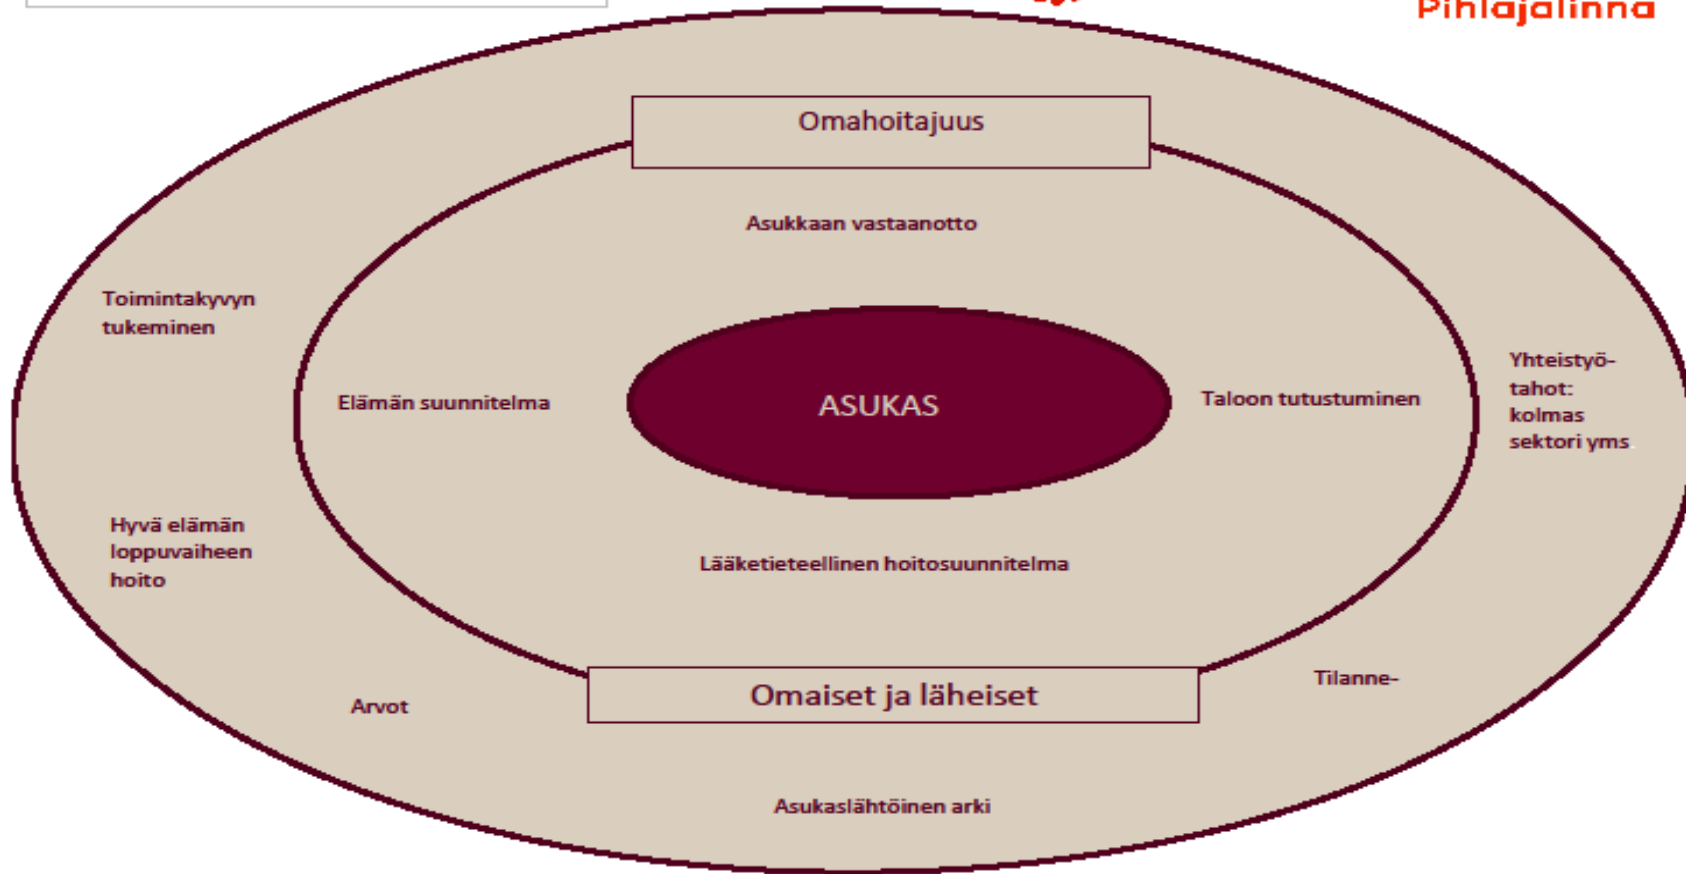 Pihlajalinna
Omahoitajuus
Asukkaan vastaanotto
Toimintakyvyn
tukeminen
Elämän suunnitelma
ASUKAS
Taloon tutustuminen
Yhteistyö-
tahot:
kolmas
sektori yms
Hyvä elämän
loppuvaiheen
hoito
Lääketieteellinen hoitosuunnitelma
Omaiset ja läheiset
Tilanne-
Arvot
Asukaslähtöinen arki